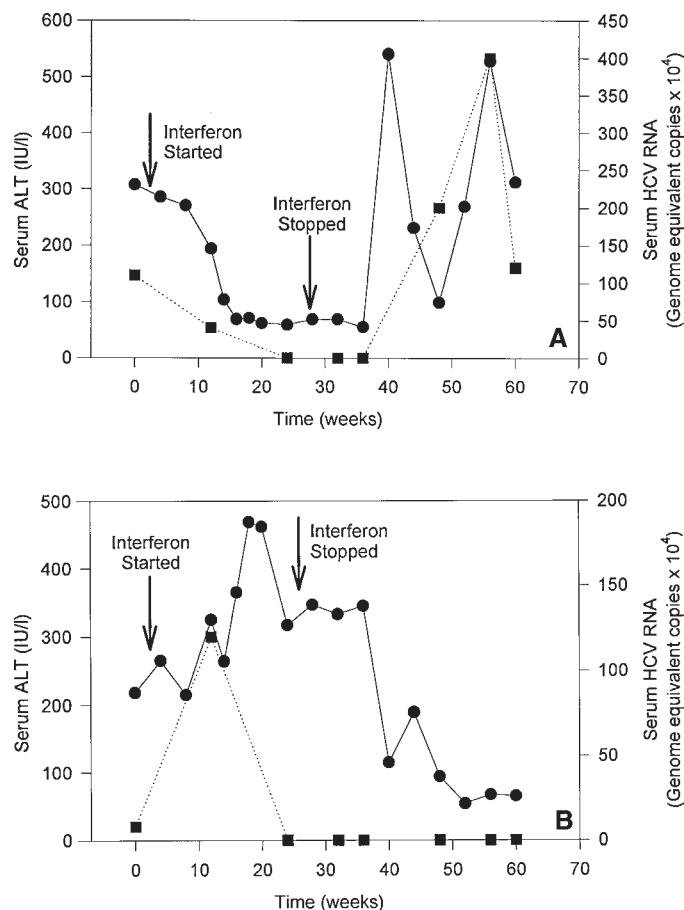 600
500
400
300
200
100
0
Serum ALT (IU/l)
450
400
350
300
250
200
150
100
50
0
Serum HCV RNA
(Genome equivalent copies x 10⁴)
Interferon
Started
Interferon
Stopped
A
0 10 20 30 40 50 60 70
Time (weeks)
500
400
300
200
100
0
Serum ALT (IU/l)
200
150
100
50
0
Serum HCV RNA
(Genome equivalent copies x 10⁴)
Interferon
Started
Interferon
Stopped
B
0 10 20 30 40 50 60 70
Time (weeks)